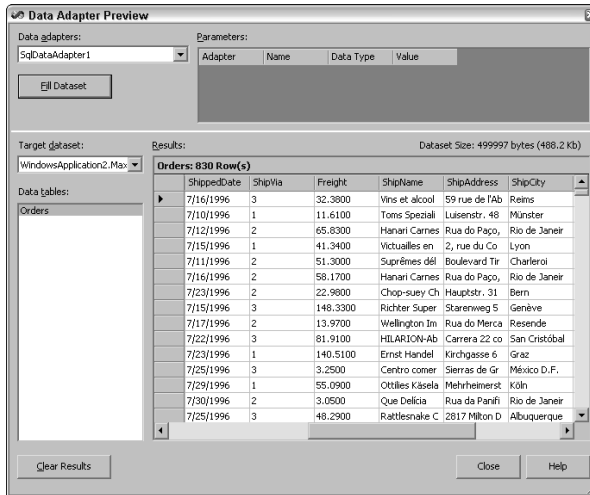 Data Adapter Preview
Data adapters:
Parameters:
SqlDataAdapter1
Adapter Name Data Type Value
Fill Dataset
Target dataset:
Results:
Dataset Size: 499997 bytes (488.2 Kb)
WindowsApplication2.Max
Orders: 830 Row(s)
Data tables:
Orders
ShippedDate ShipVia Freight ShipName ShipAddress ShipCity
7/16/1996 3 32.3800 Vins et alcool 59 rue de l'Ab Reims
7/10/1996 1 11.6100 Toms Speziali Luisenstr. 48 Münster
7/12/1996 2 65.8300 Hanari Carnes Rua do Paço, Rio de Janeir
7/15/1996 1 41.3400 Victuailles en 2, rue du Co Lyon
7/11/1996 2 51.3000 Suprêmes dél Boulevard Tir Charleroi
7/16/1996 2 58.1700 Hanari Carnes Rua do Paço, Rio de Janeir
7/23/1996 2 22.9800 Chop-suey Ch Hauptstr. 31 Bern
7/15/1996 3 148.3300 Richter Super Starenweg 5 Genève
7/17/1996 2 13.9700 Wellington Im Rua do Merca Resende
7/22/1996 3 81.9100 HILARION-Ab Carrera 22 co San Cristóbal
7/23/1996 1 140.5100 Ernst Handel Kirchgasse 6 Graz
7/25/1996 3 3.2500 Centro comer Sierras de Gr México D.F.
7/29/1996 1 55.0900 Ottilies Käsela Mehrheimerst Köln
7/30/1996 2 3.0500 Que Delícia Rua da Panifi Rio de Janeir
7/25/1996 3 48.2900 Rattlesnake C 2817 Milton D Albuquerque
Clear Results
Close
Help